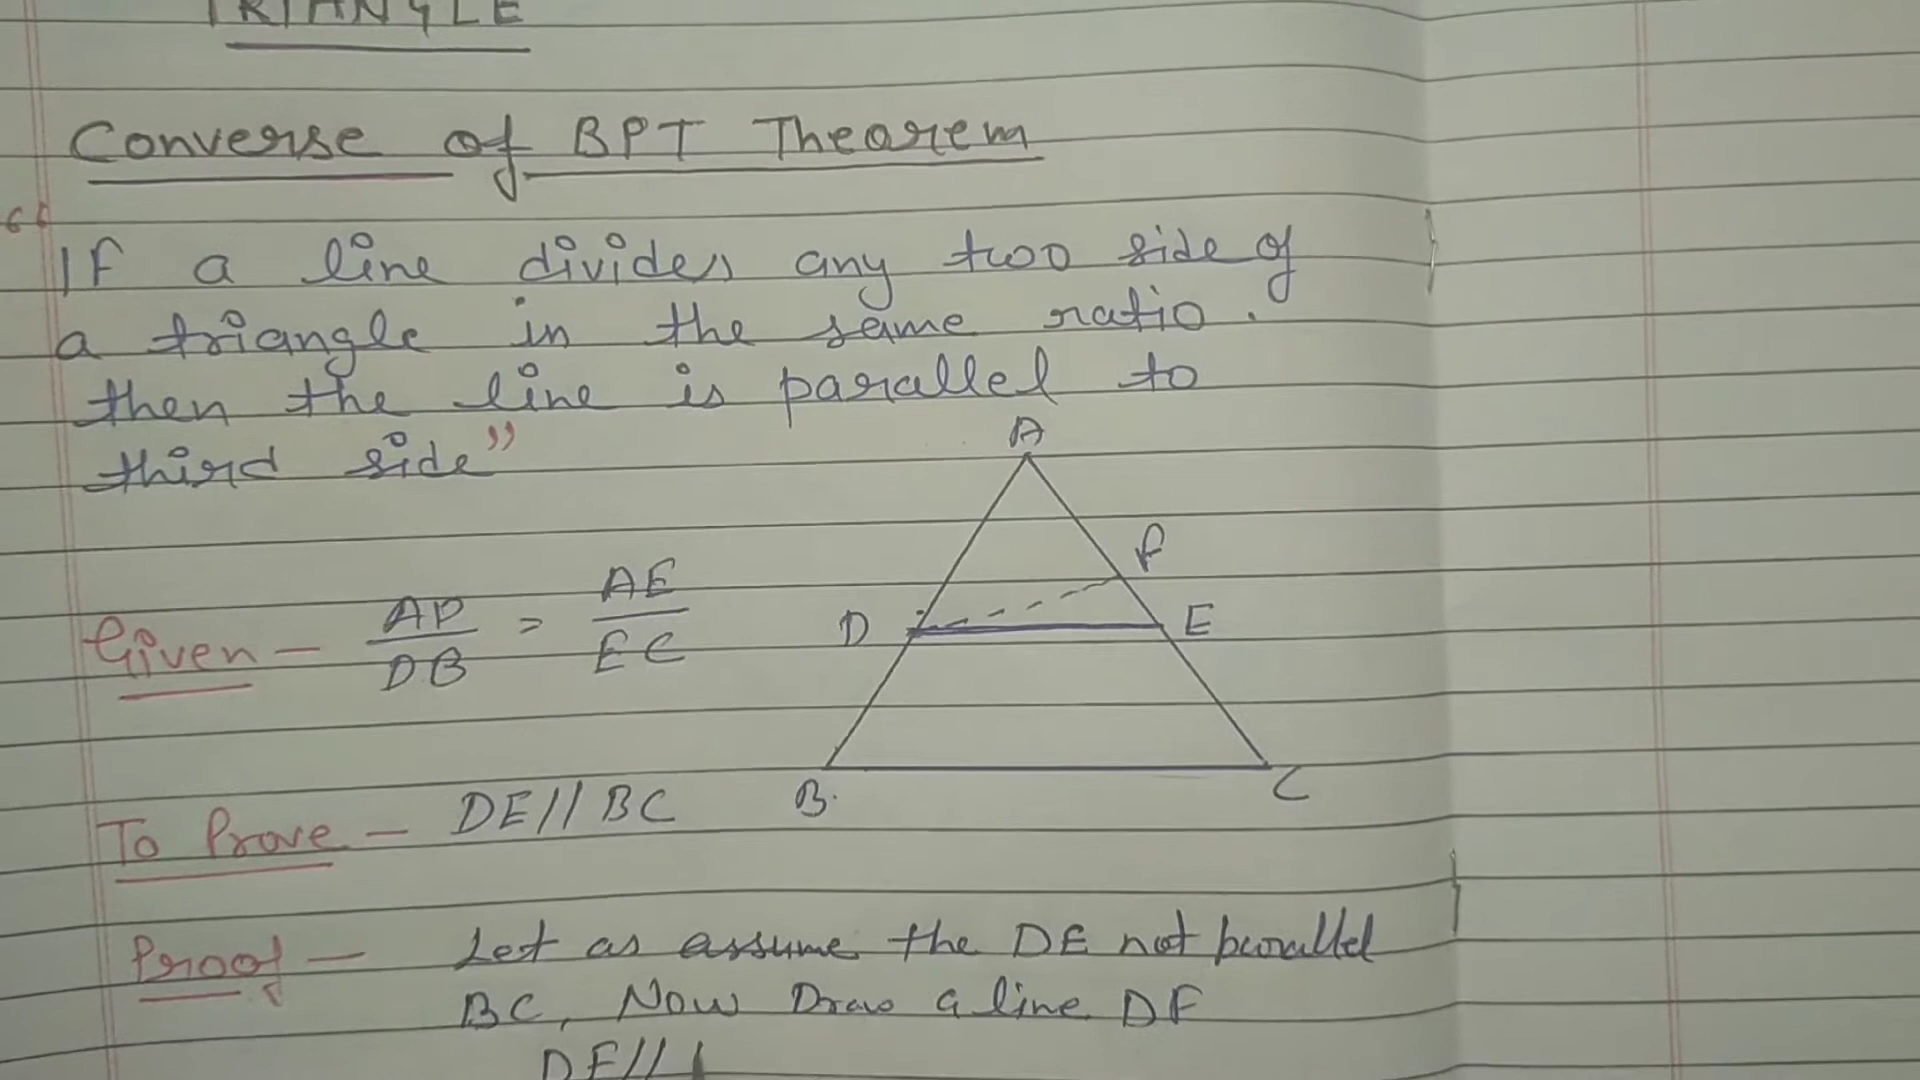 TRIANGLE
Converse of BPT Theorem
“
If a line divides any two side of
a triangle in the same ratio.
then the line is parallel to
third side”
A
F
Given – AD/DB = AE/EC
D E
B. C
To Prove – DE//BC
Proof – Let as assume the DE not
BC, Now Draw a line DF
DF//